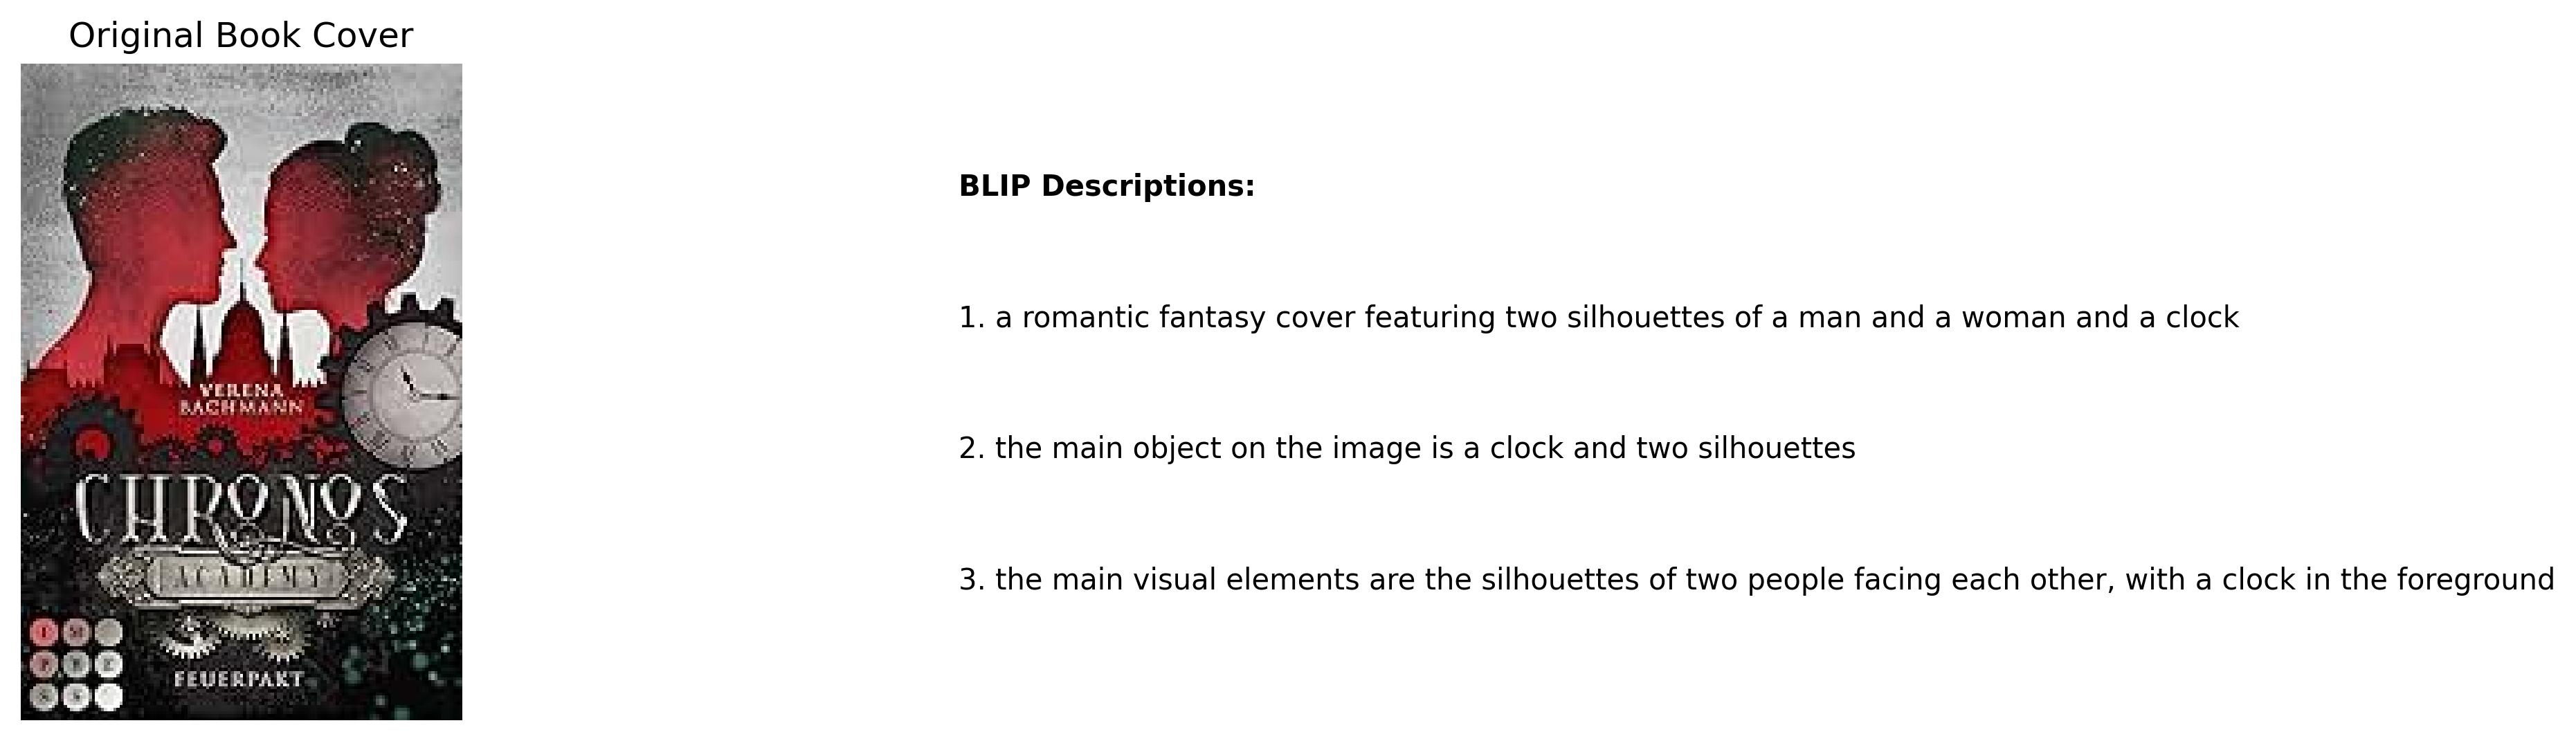 Original Book Cover
VERENA
BACHMANN
CHRONOS
ACADEMY
FEUERPAKT
I M
P R E
S S
BLIP Descriptions:
1. a romantic fantasy cover featuring two silhouettes of a man and a woman and a clock
2. the main object on the image is a clock and two silhouettes
3. the main visual elements are the silhouettes of two people facing each other, with a clock in the foreground